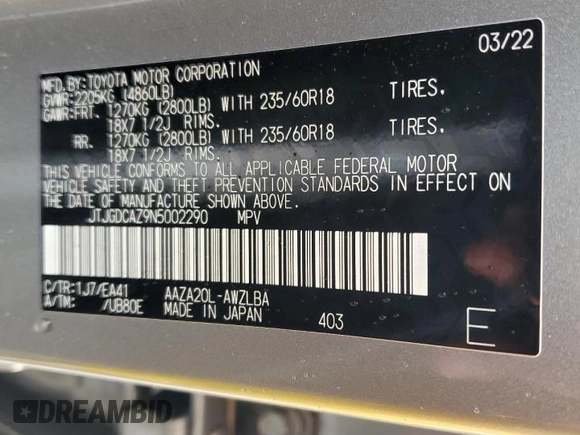 03/22
MFD.BY:TOYOTA MOTOR CORPORATION
GVWR:2205KG (4860LB)
GAWR:FRT. 1270KG (2800LB) WITH 235/60R18 TIRES.
18X7 1/2J RIMS.
RR. 1270KG (2800LB) WITH 235/60R18 TIRES.
18X7 1/2J RIMS.
THIS VEHICLE CONFORMS TO ALL APPLICABLE FEDERAL MOTOR
VEHICLE SAFETY AND THEFT PREVENTION STANDARDS IN EFFECT ON
THE DATE OF MANUFACTURE SHOWN ABOVE.
JTJGDCAZ9N5002290 MPV
C/TR:1J7/EA41 AAZA20L-AWZLBA
A/TM: /UB80E MADE IN JAPAN 403
E
DREAMBID